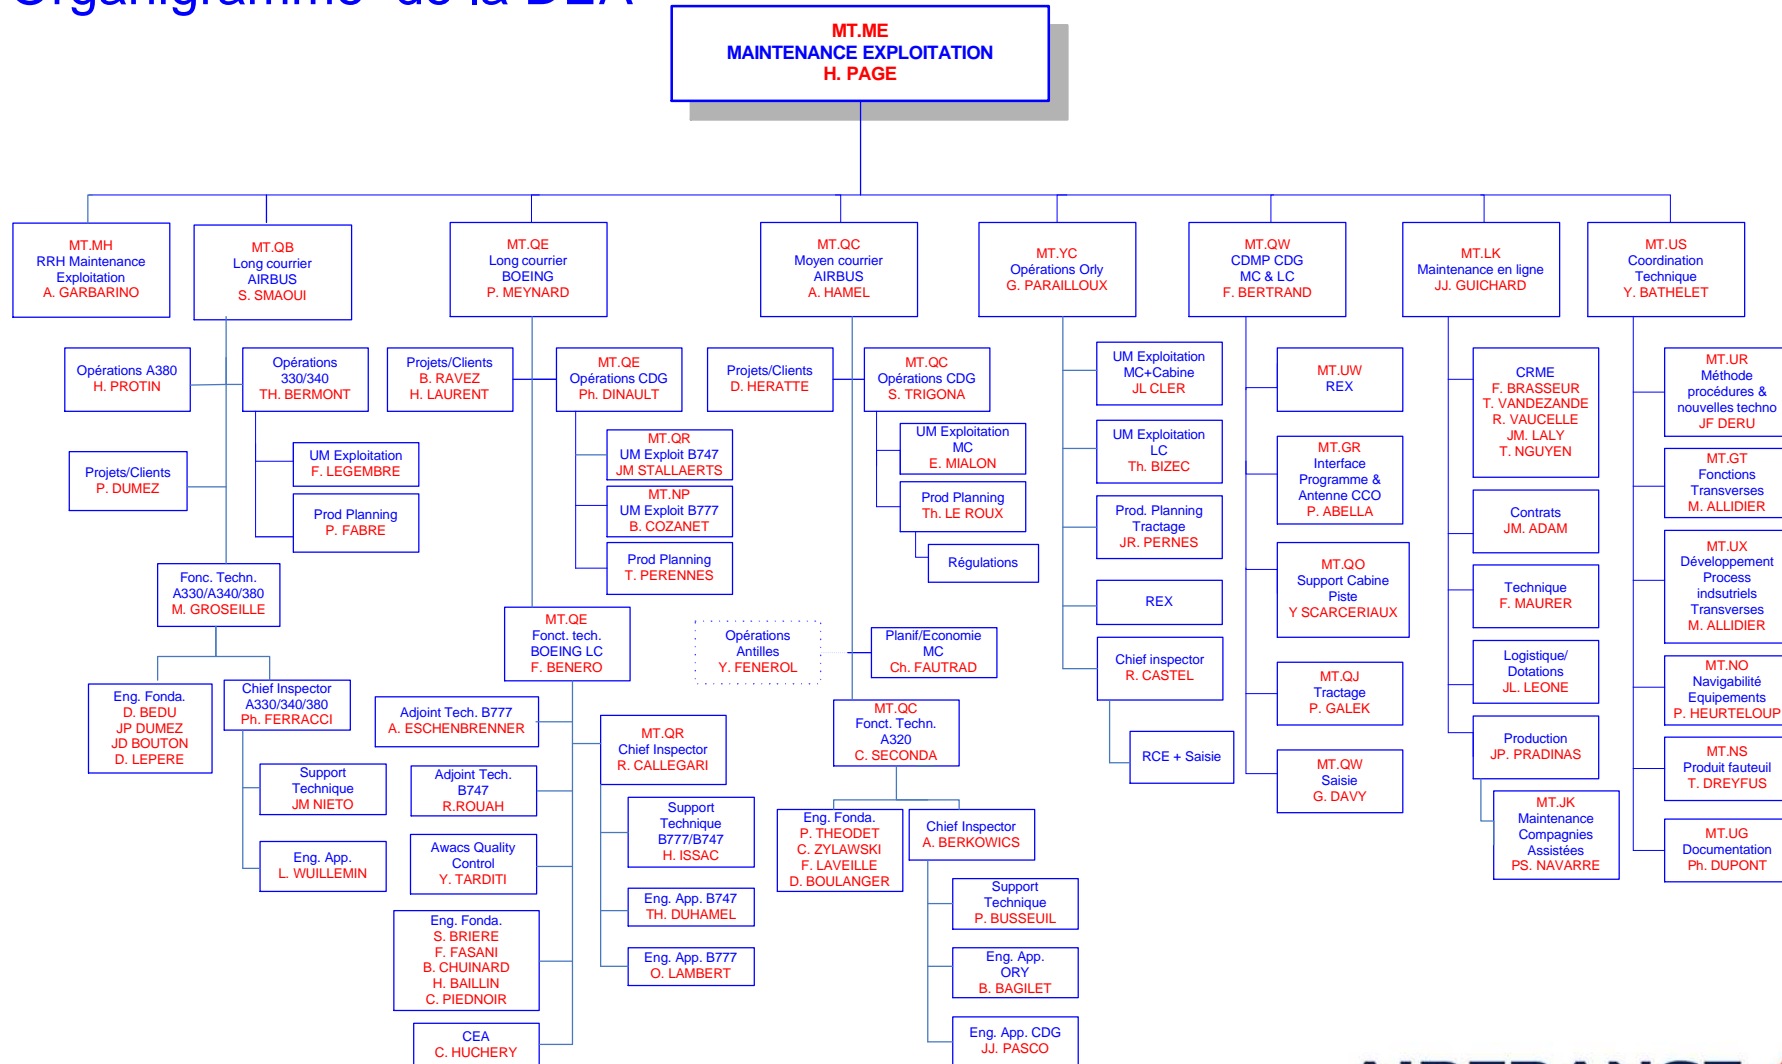 Organigramme de la DEA
MT.ME
MAINTENANCE EXPLOITATION
H. PAGE
MT.MH
RRH Maintenance
Exploitation
A. GARBARINO
MT.QB
Long courrier
AIRBUS
S. SMAOUI
MT.QE
Long courrier
BOEING
P. MEYNARD
MT.QC
Moyen courrier
AIRBUS
A. HAMEL
MT.YC
Opérations Orly
G. PARAILLOUX
MT.QW
CDMP CDG
MC & LC
F. BERTRAND
MT.LK
Maintenance en ligne
JJ. GUICHARD
MT.US
Coordination
Technique
Y. BATHELET
Opérations A380
H. PROTIN
Opérations
330/340
TH. BERMONT
UM Exploitation
F. LEGEMBRE
Projets/Clients
P. DUMEZ
Prod Planning
P. FABRE
Fonc. Techn.
A330/A340/380
M. GROSEILLE
Eng. Fonda.
D. BEDU
JP DUMEZ
JD BOUTON
D. LEPERE
Chief Inspector
A330/340/380
Ph. FERRACCI
Support
Technique
JM NIETO
Eng. App.
L. WUILLEMIN
Projets/Clients
B. RAVEZ
H. LAURENT
MT.QE
Opérations CDG
Ph. DINAULT
MT.QR
UM Exploit B747
JM STALLAERTS
MT.NP
UM Exploit B777
B. COZANET
Prod Planning
T. PERENNES
MT.QE
Fonct. tech.
BOEING LC
F. BENERO
Adjoint Tech. B777
A. ESCHENBRENNER
Adjoint Tech.
B747
R.ROUAH
Awacs Quality
Control
Y. TARDITI
Eng. Fonda.
S. BRIERE
F. FASANI
B. CHUINARD
H. BAILLIN
C. PIEDNOIR
CEA
C. HUCHERY
MT.QR
Chief Inspector
R. CALLEGARI
Support
Technique
B777/B747
H. ISSAC
Eng. App. B747
TH. DUHAMEL
Eng. App. B777
O. LAMBERT
Projets/Clients
D. HERATTE
MT.QC
Opérations CDG
S. TRIGONA
UM Exploitation
MC
E. MIALON
Prod Planning
Th. LE ROUX
Régulations
Opérations
Antilles
Y. FENEROL
Planif/Economie
MC
Ch. FAUTRAD
MT.QC
Fonct. Techn.
A320
C. SECONDA
Eng. Fonda.
P. THEODET
C. ZYLAWSKI
F. LAVEILLE
D. BOULANGER
Chief Inspector
A. BERKOWICS
Support
Technique
P. BUSSEUIL
Eng. App.
ORY
B. BAGILET
Eng. App. CDG
JJ. PASCO
UM Exploitation
MC+Cabine
JL CLER
UM Exploitation
LC
Th. BIZEC
Prod. Planning
Tractage
JR. PERNES
REX
Chief inspector
R. CASTEL
RCE + Saisie
MT.UW
REX
MT.GR
Interface
Programme &
Antenne CCO
P. ABELLA
MT.QO
Support Cabine
Piste
Y SCARCERIAUX
MT.QJ
Tractage
P. GALEK
MT.QW
Saisie
G. DAVY
CRME
F. BRASSEUR
T. VANDEZANDE
R. VAUCELLE
JM. LALY
T. NGUYEN
Contrats
JM. ADAM
Technique
F. MAURER
Logistique/
Dotations
JL. LEONE
Production
JP. PRADINAS
MT.JK
Maintenance
Compagnies
Assistées
PS. NAVARRE
MT.UR
Méthode
procédures &
nouvelles techno
JF DERU
MT.GT
Fonctions
Transverses
M. ALLIDIER
MT.UX
Développement
Process
indsutriels
Transverses
M. ALLIDIER
MT.NO
Navigabilité
Equipements
P. HEURTELOUP
MT.NS
Produit fauteuil
T. DREYFUS
MT.UG
Documentation
Ph. DUPONT
AIRFRANCE